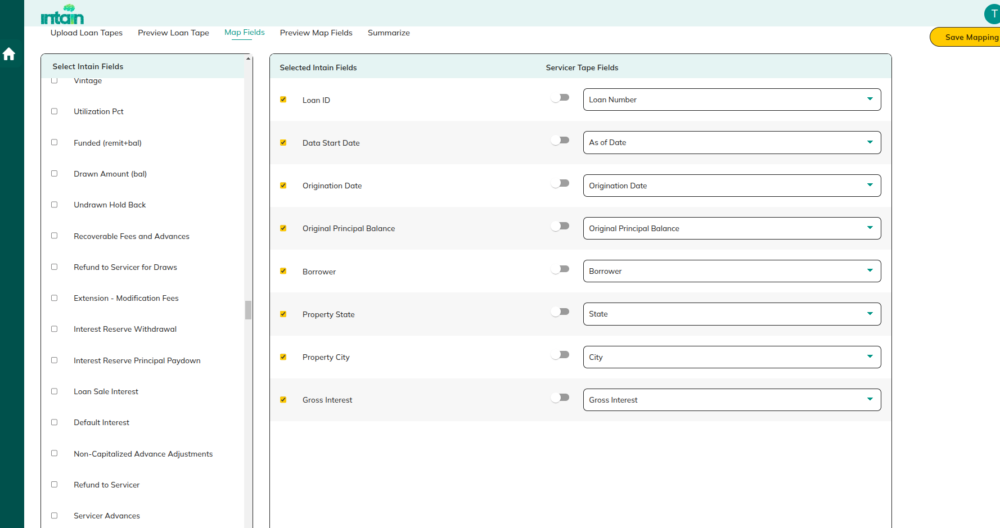 intain
T
Upload Loan Tapes
Preview Loan Tape
Map Fields
Preview Map Fields
Summarize
Save Mapping
Select Intain Fields
Vintage
Utilization Pct
Funded (remit+bal)
Drawn Amount (bal)
Undrawn Hold Back
Recoverable Fees and Advances
Refund to Servicer for Draws
Extension - Modification Fees
Interest Reserve Withdrawal
Interest Reserve Principal Paydown
Loan Sale Interest
Default Interest
Non-Capitalized Advance Adjustments
Refund to Servicer
Servicer Advances
Selected Intain Fields
Servicer Tape Fields
Loan ID
Loan Number
Data Start Date
As of Date
Origination Date
Origination Date
Original Principal Balance
Original Principal Balance
Borrower
Borrower
Property State
State
Property City
City
Gross Interest
Gross Interest